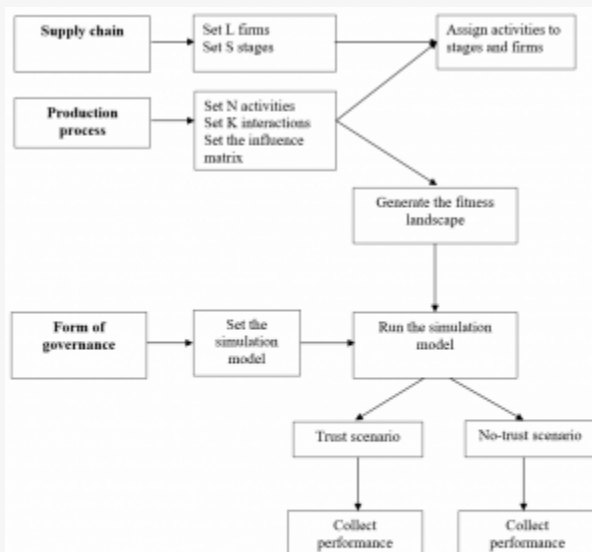 Supply chain
Set L firms
Set S stages
Assign activities to
stages and firms
Production
process
Set N activities
Set K interactions
Set the influence
matrix
Generate the fitness
landscape
Form of
governance
Set the
simulation
model
Run the simulation
model
Trust scenario
No-trust scenario
Collect
performance
Collect
performance